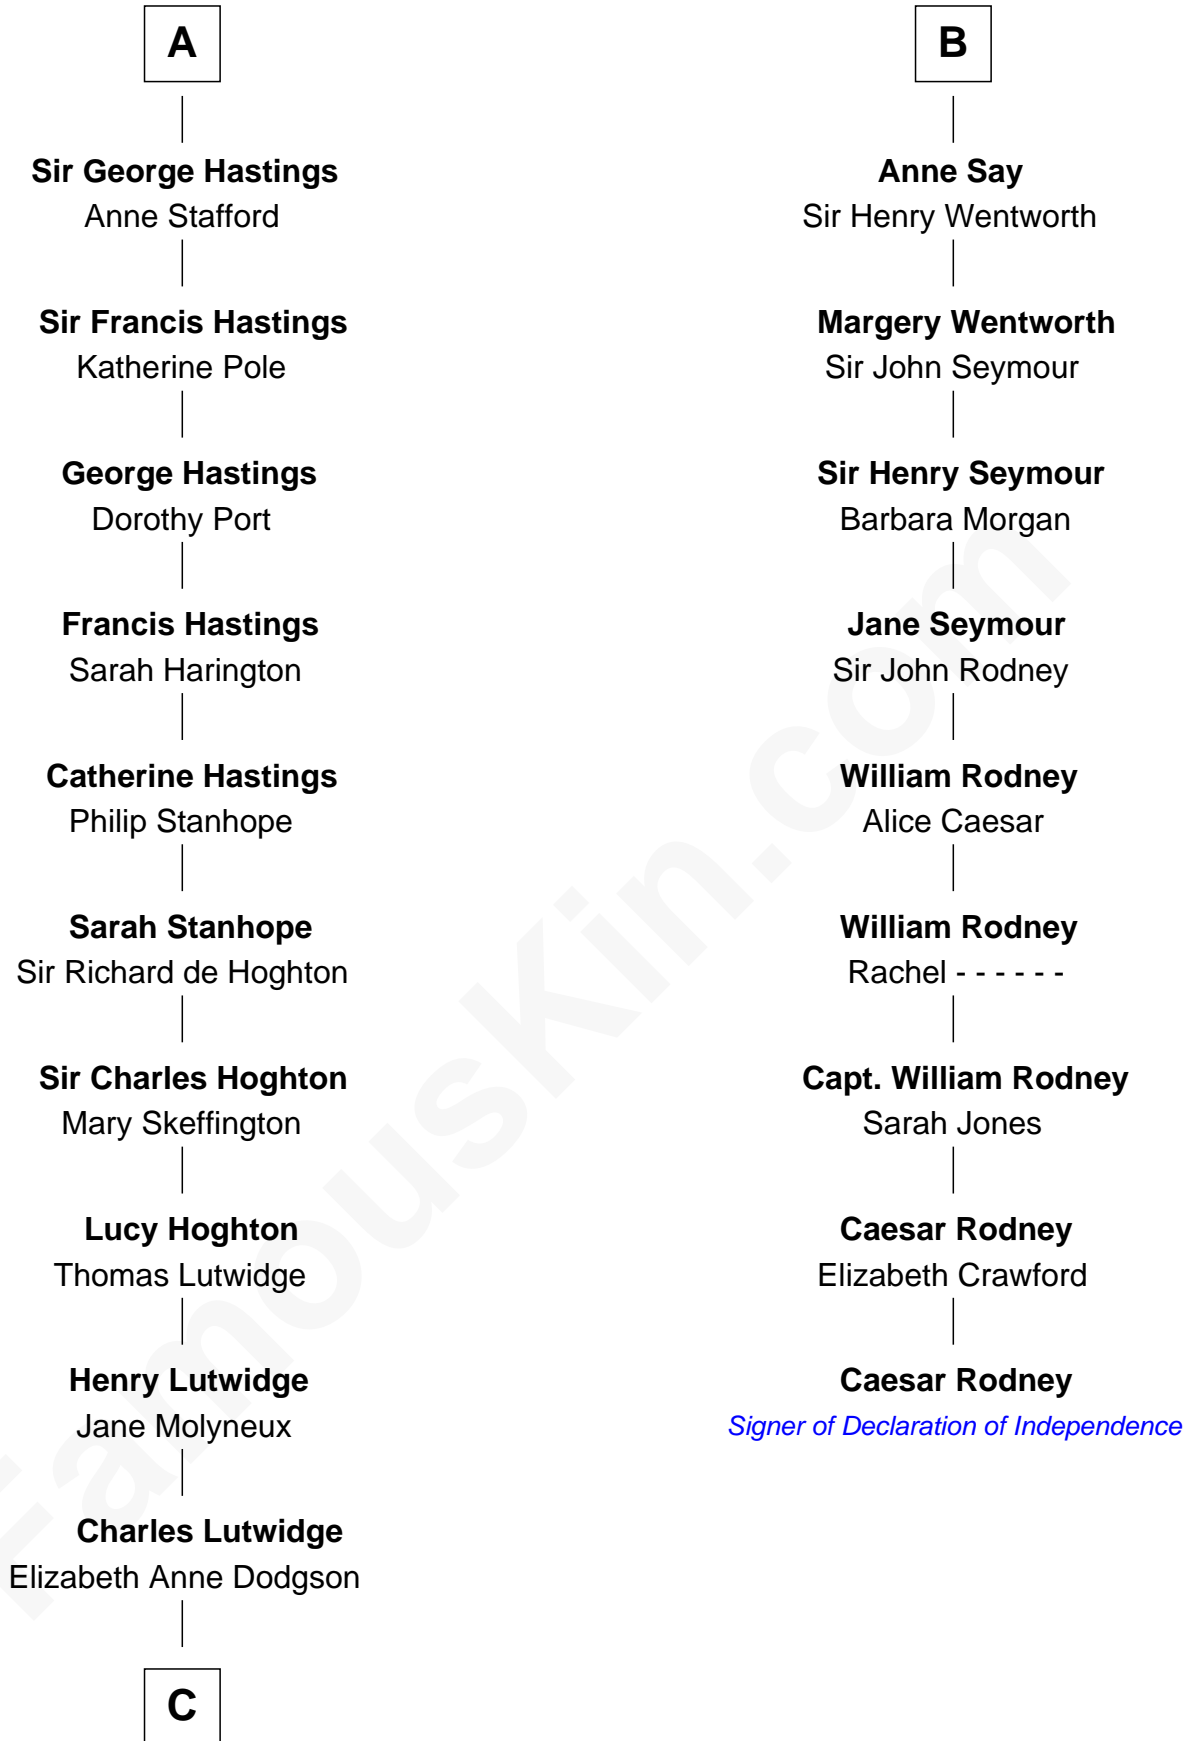 A
Sir George Hastings
Anne Stafford
Sir Francis Hastings
Katherine Pole
George Hastings
Dorothy Port
Francis Hastings
Sarah Harington
Catherine Hastings
Philip Stanhope
Sarah Stanhope
Sir Richard de Hoghton
Sir Charles Hoghton
Mary Skeffington
Lucy Hoghton
Thomas Lutwidge
Henry Lutwidge
Jane Molyneux
Charles Lutwidge
Elizabeth Anne Dodgson
C
B
Anne Say
Sir Henry Wentworth
Margery Wentworth
Sir John Seymour
Sir Henry Seymour
Barbara Morgan
Jane Seymour
Sir John Rodney
William Rodney
Alice Caesar
William Rodney
Rachel - - - - - -
Capt. William Rodney
Sarah Jones
Caesar Rodney
Elizabeth Crawford
Caesar Rodney
Signer of Declaration of Independence
FamousKin.com